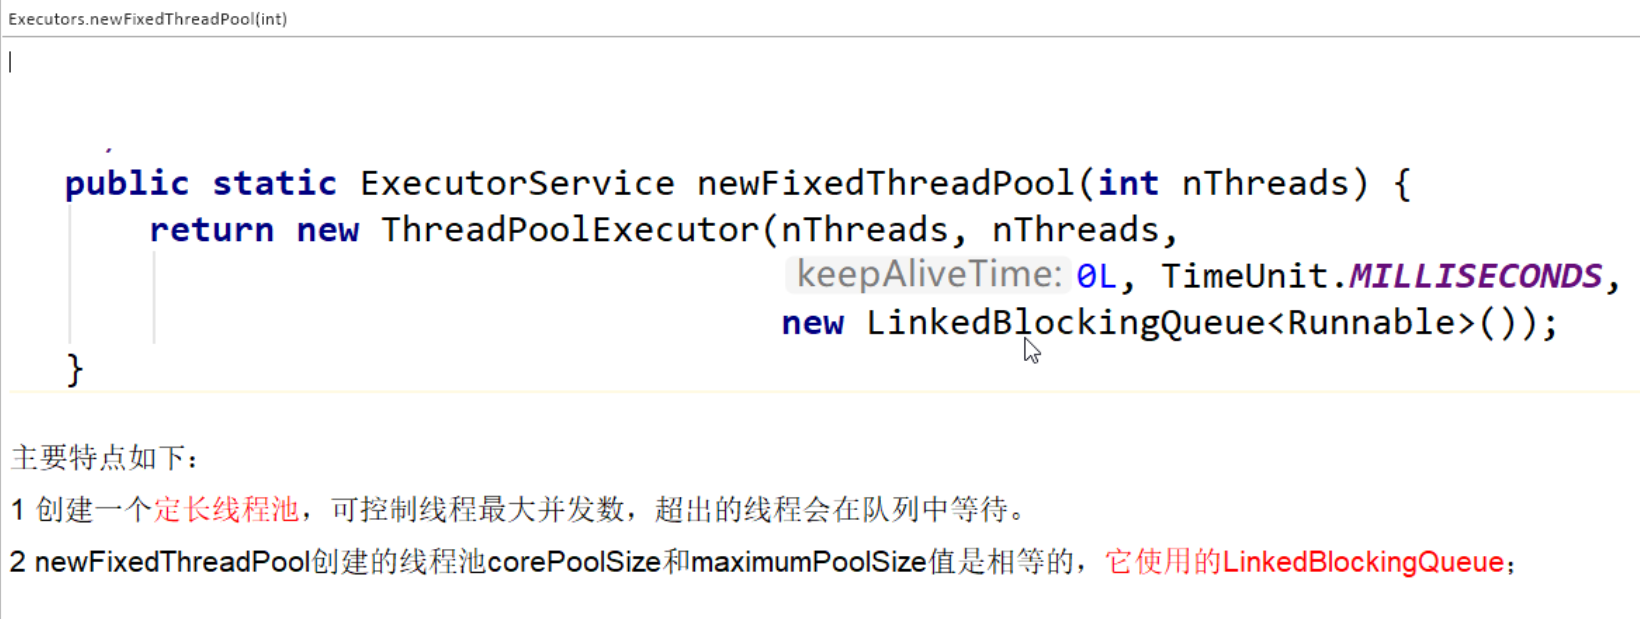 Executors.newFixedThreadPool(int)
public static ExecutorService newFixedThreadPool(int nThreads) {
return new ThreadPoolExecutor(nThreads, nThreads,
keepAliveTime: 0L, TimeUnit.MILLISECONDS,
new LinkedBlockingQueue<Runnable>());
}
主要特点如下：
1 创建一个定长线程池，可控制线程最大并发数，超出的线程会在队列中等待。
2 newFixedThreadPool创建的线程池corePoolSize和maximumPoolSize值是相等的，它使用的LinkedBlockingQueue；